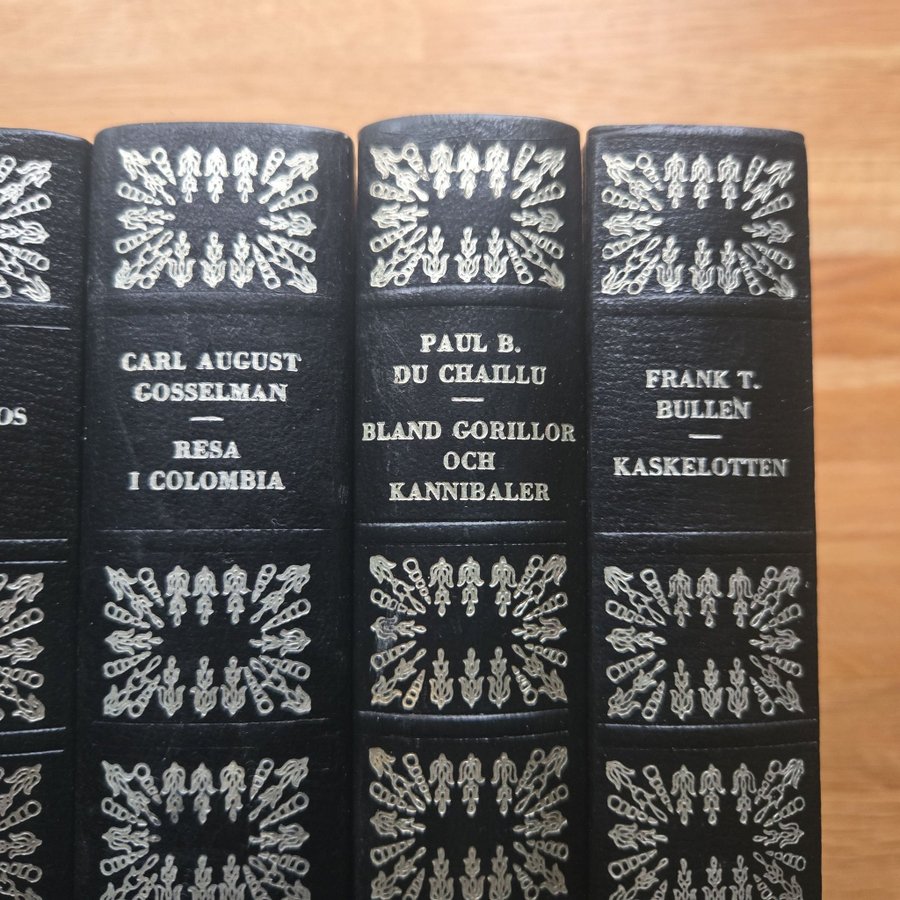 OS
CARL AUGUST
GOSSELMAN
RESA
I COLOMBIA
PAUL B.
DU CHAILLU
BLAND GORILLOR
OCH
KANNIBALER
FRANK T.
BULLEN
KASKELOTTEN